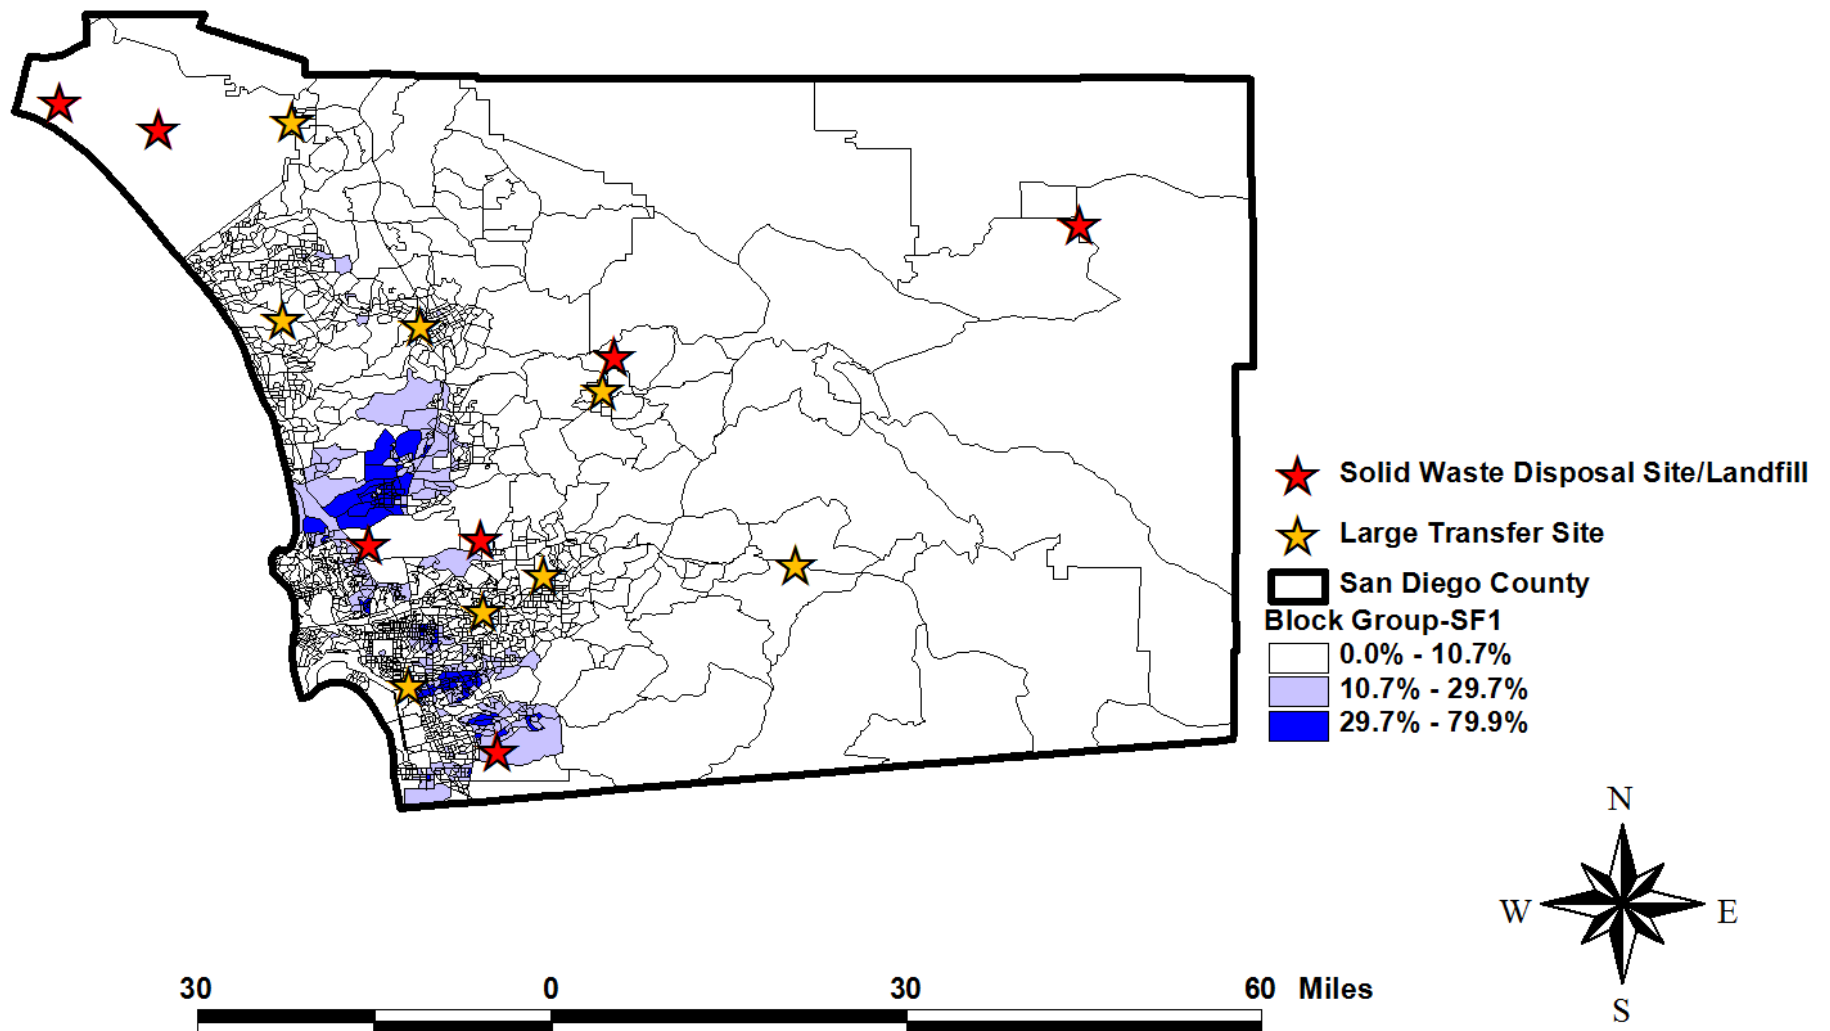 Solid Waste Disposal Site/Landfill
Large Transfer Site
San Diego County
Block Group-SF1
0.0% - 10.7%
10.7% - 29.7%
29.7% - 79.9%
N
W E
S
30 0 30 60 Miles